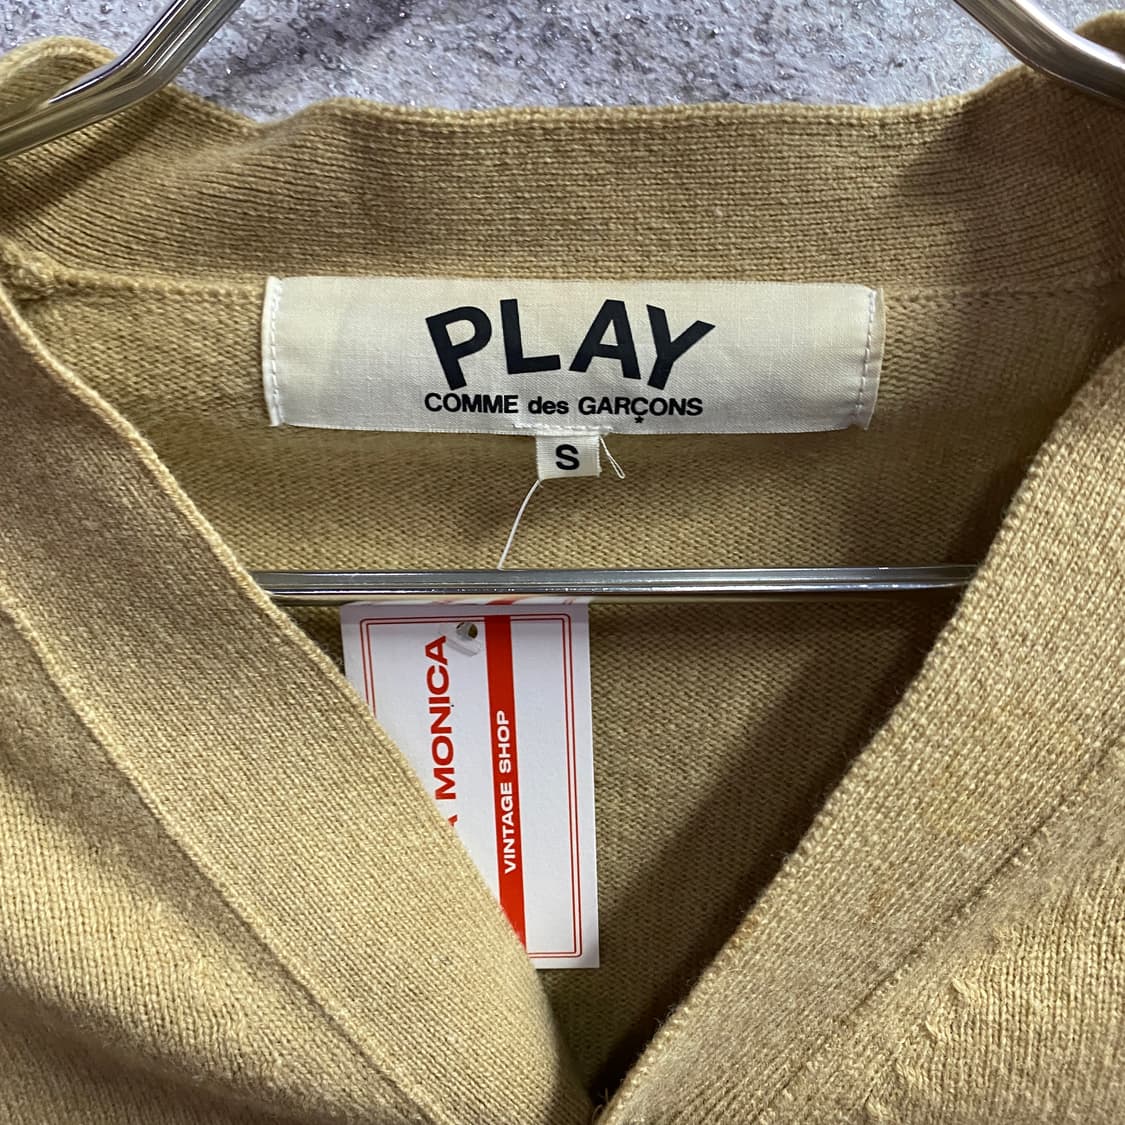 PLAY
COMME des GARÇONS
S
MONICA
VINTAGE SHOP